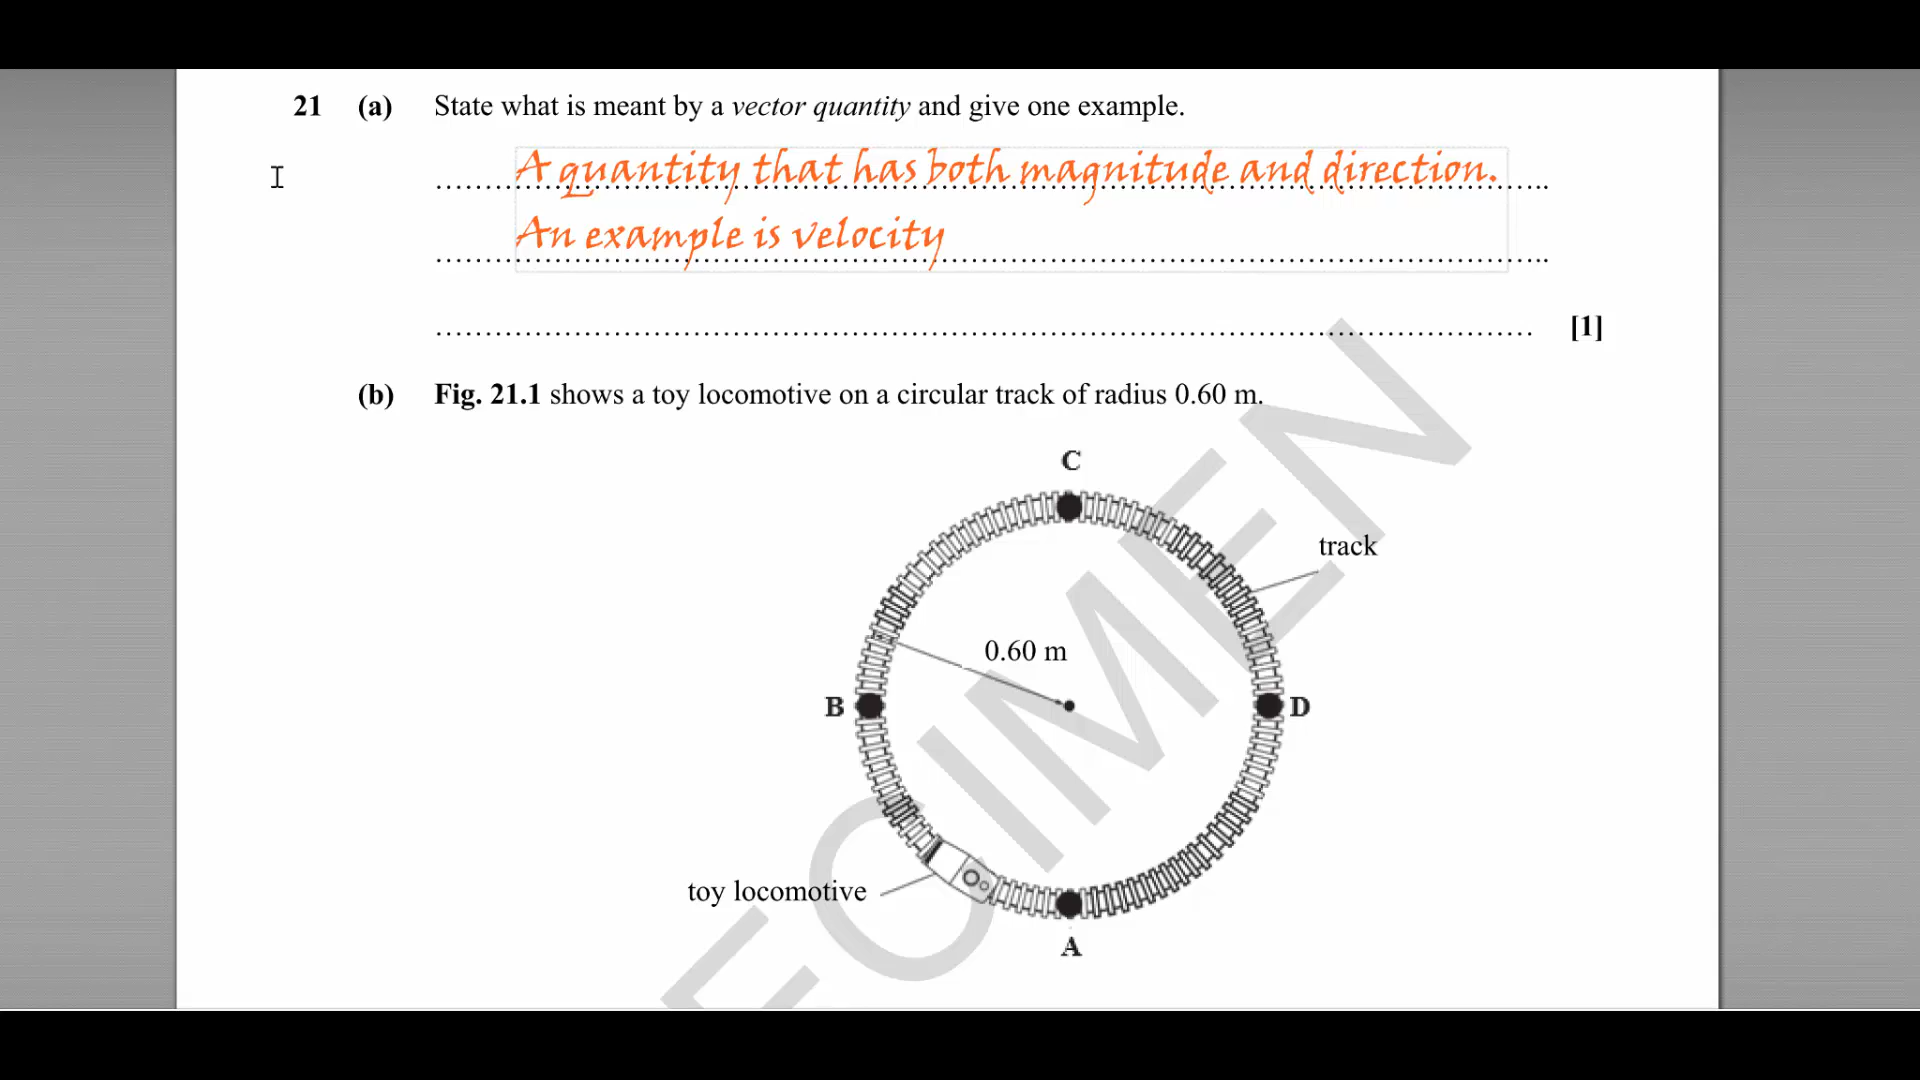 21 (a) State what is meant by a vector quantity and give one example.
A quantity that has both magnitude and direction.
An example is velocity
[1]
(b) Fig. 21.1 shows a toy locomotive on a circular track of radius 0.60 m.
C
track
0.60 m
B
D
toy locomotive
A
ECIMEN